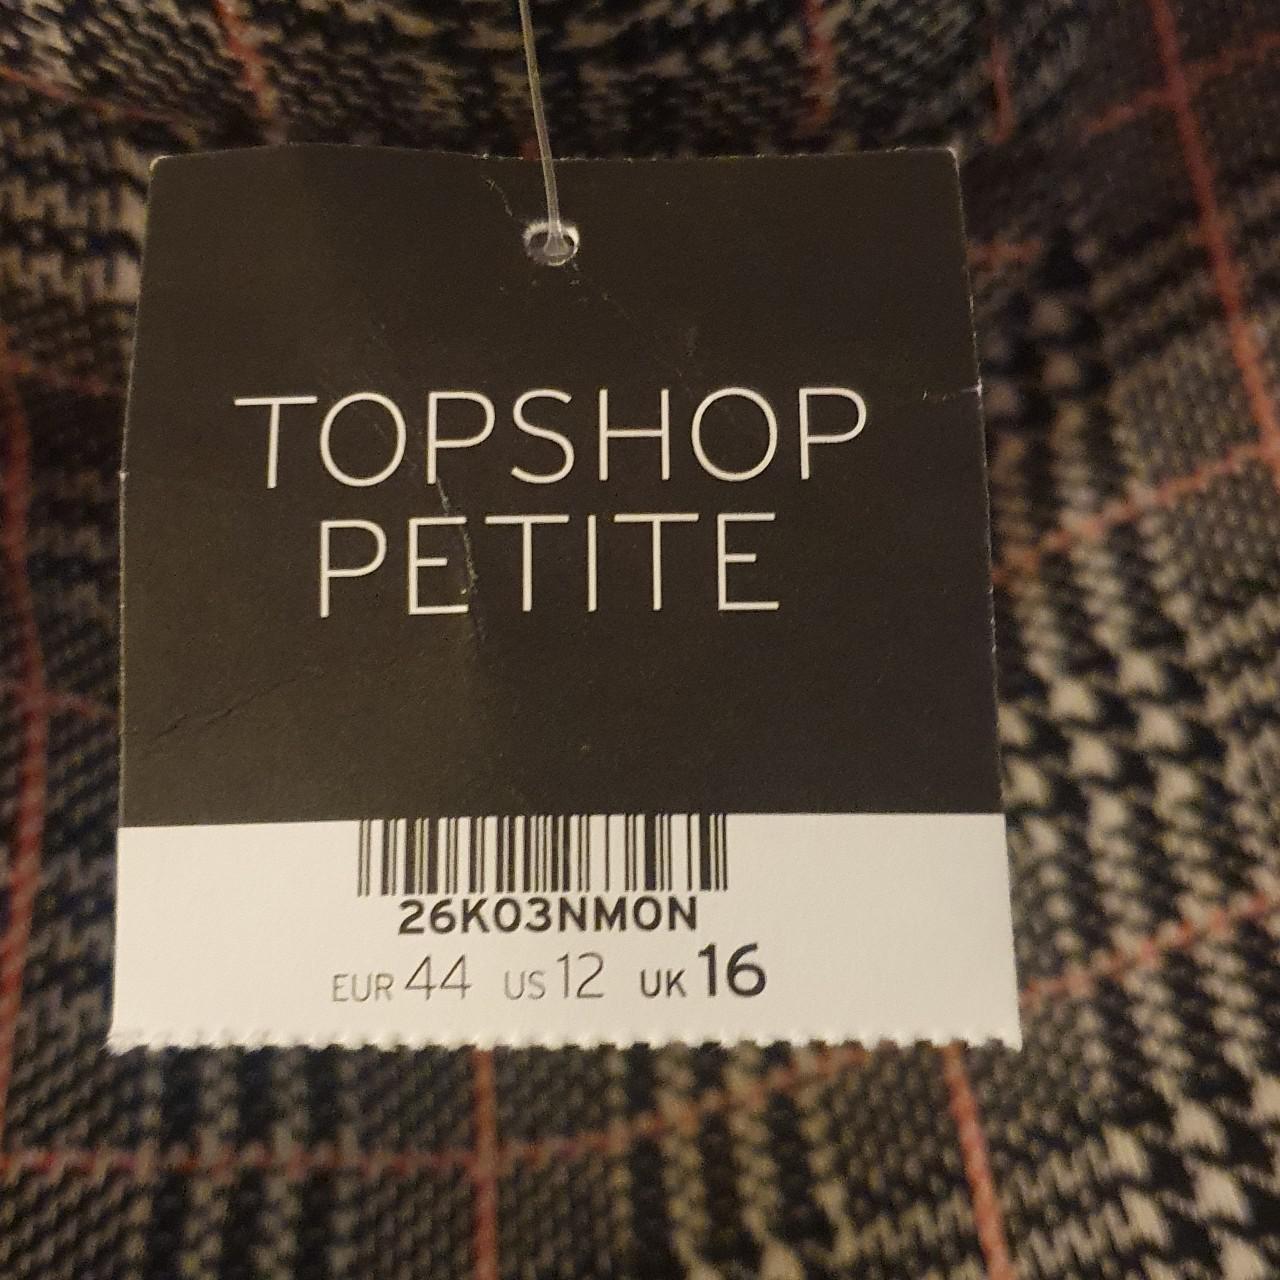 TOPSHOP
PETITE
26K03NMON
EUR 44 US 12 UK 16